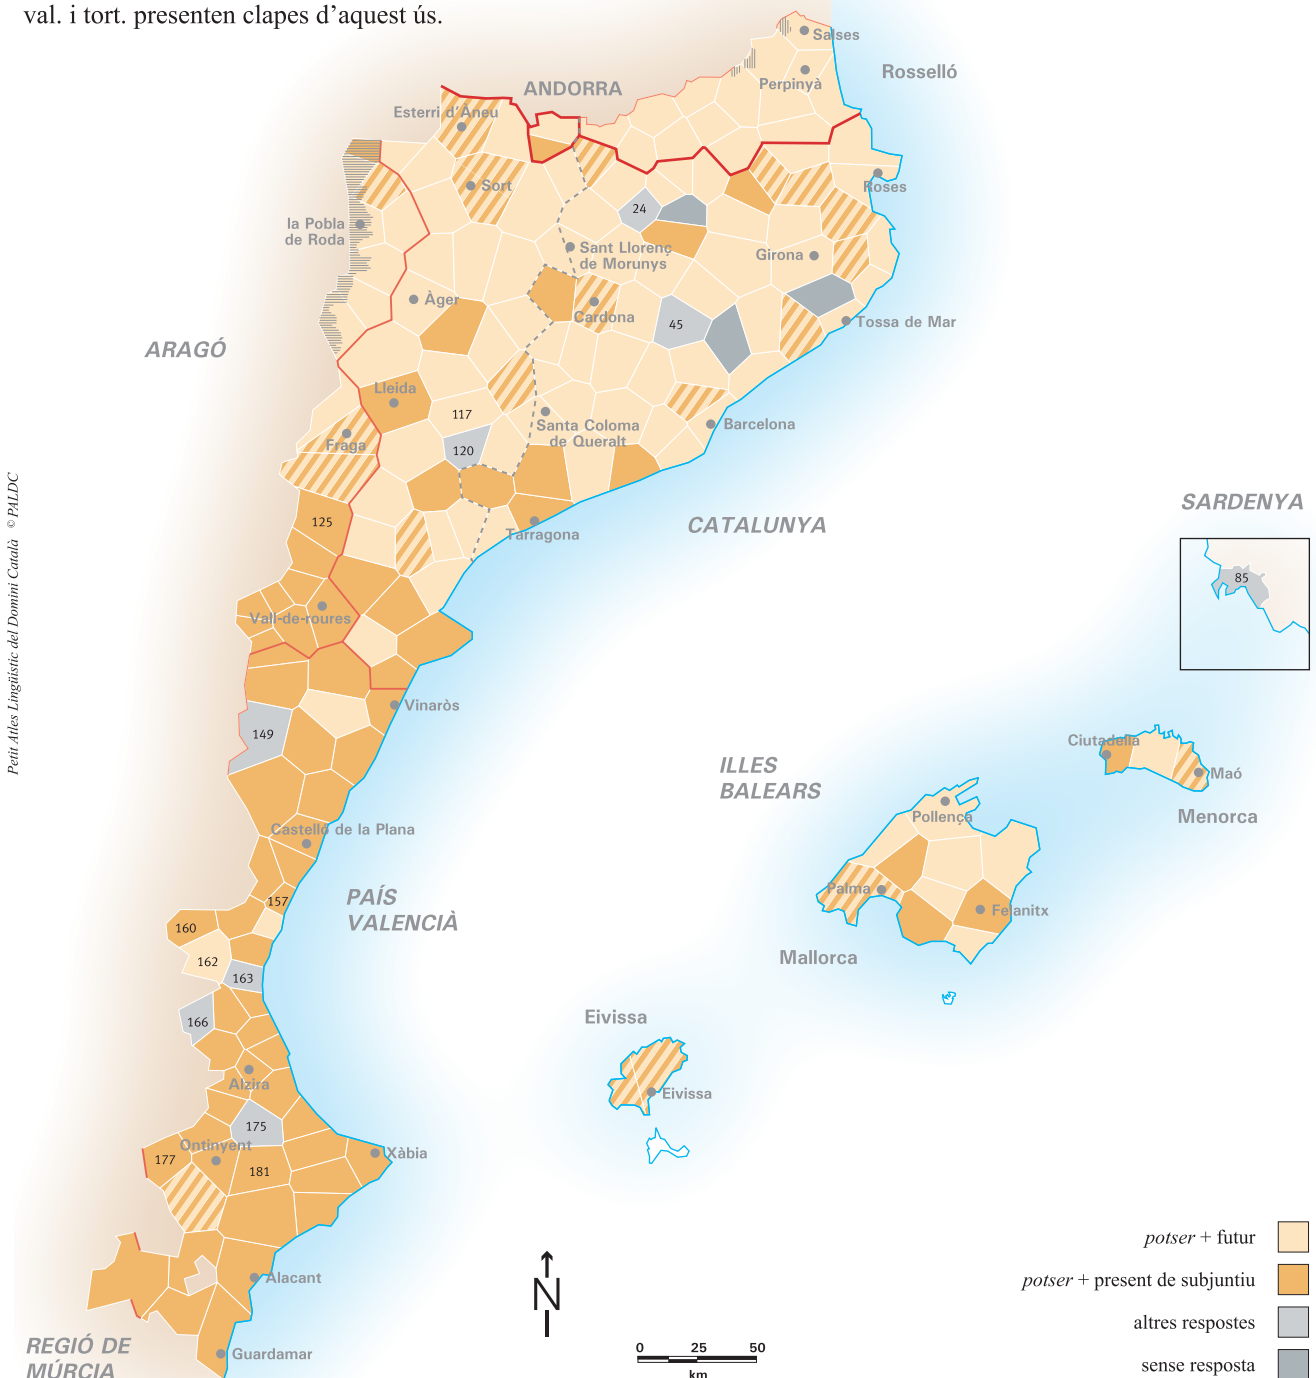 val. i tort. presenten clapes d’aquest ús.
Salses
Rosselló
Perpinyà
ANDORRA
Esterri d’Àneu
Sort
Roses
24
la Pobla
de Roda
Sant Llorenç
de Morunys
Girona
Àger
Cardona
45
Tossa de Mar
ARAGÓ
Lleida
117
Santa Coloma
de Queralt
Barcelona
Fraga
120
125
Tarragona
CATALUNYA
SARDENYA
85
Petit Atles Lingüístic del Domini Català © PALDC
Vall-de-roures
Vinaròs
149
ILLES
BALEARS
Ciutadella
Maó
Menorca
Pollença
Castelló de la Plana
157
PAÍS
VALENCIÀ
Palma
Felanitx
160
162
163
Mallorca
166
Eivissa
Alzira
Eivissa
175
Ontinyent
177
181
Xàbia
Alacant
N
REGIÓ DE
MÚRCIA
Guardamar
0 25 50
km
potser + futur
potser + present de subjuntiu
altres respostes
sense resposta